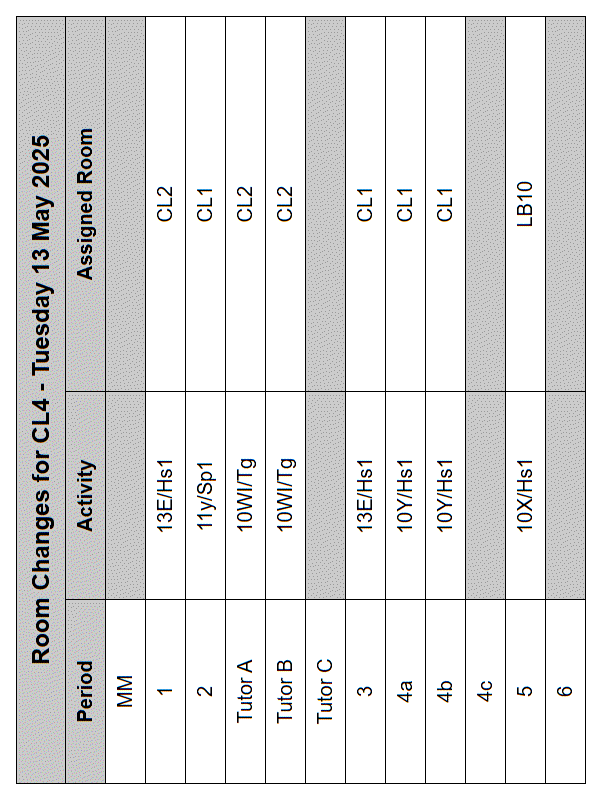 Room Changes for CL4 - Tuesday 13 May 2025
Period Activity Assigned Room
MM
1 13E/Hs1 CL2
2 11y/Sp1 CL1
Tutor A 10WI/Tg CL2
Tutor B 10WI/Tg CL2
Tutor C
3 13E/Hs1 CL1
4a 10Y/Hs1 CL1
4b 10Y/Hs1 CL1
4c
5 10X/Hs1 LB10
6